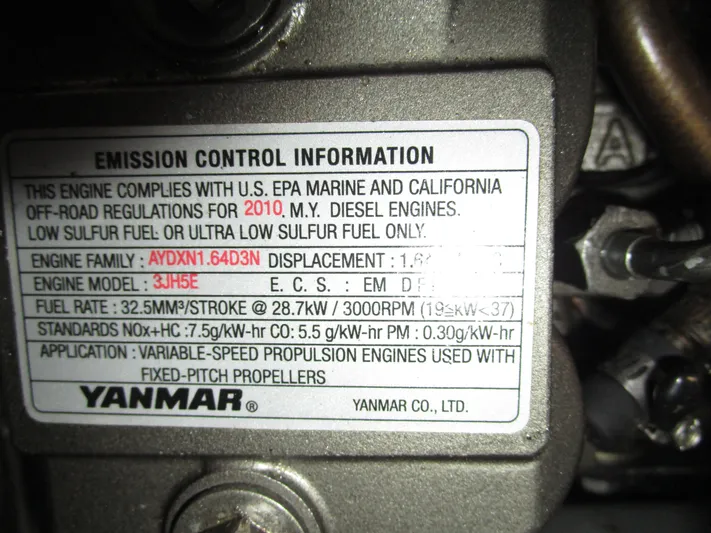 EMISSION CONTROL INFORMATION
THIS ENGINE COMPLIES WITH U.S. EPA MARINE AND CALIFORNIA
OFF-ROAD REGULATIONS FOR 2010. M.Y. DIESEL ENGINES.
LOW SULFUR FUEL OR ULTRA LOW SULFUR FUEL ONLY.
ENGINE FAMILY : AYDXN1.64D3N DISPLACEMENT :
ENGINE MODEL : 3JH5E E. C. S. : EM
FUEL RATE : 32.5MM³/STROKE @ 28.7kW / 3000RPM (19≦kW<37)
STANDARDS NOx+HC :7.5g/kW-hr CO: 5.5 g/kW-hr PM : 0.30g/kW-hr
APPLICATION : VARIABLE-SPEED PROPULSION ENGINES USED WITH
FIXED-PITCH PROPELLERS
YANMAR® YANMAR CO., LTD.